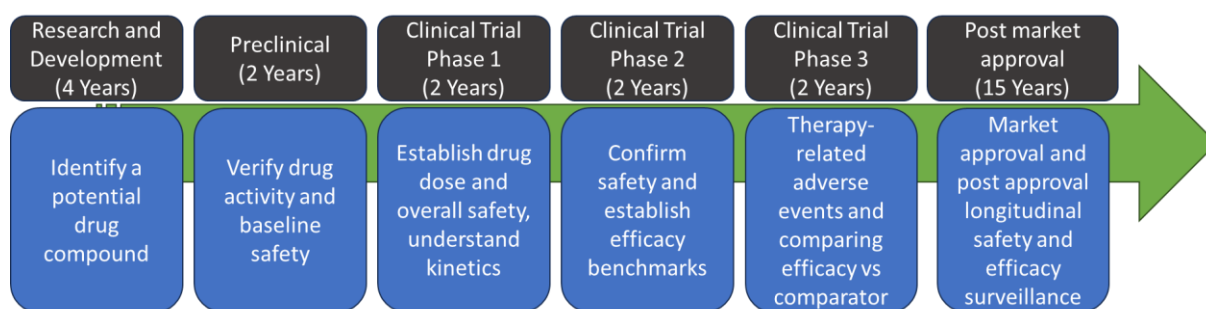 Research and
Development
(4 Years)
Preclinical
(2 Years)
Clinical Trial
Phase 1
(2 Years)
Clinical Trial
Phase 2
(2 Years)
Clinical Trial
Phase 3
(2 Years)
Post market
approval
(15 Years)
Identify a
potential
drug
compound
Verify drug
activity and
baseline
safety
Establish drug
dose and
overall safety,
understand
kinetics
Confirm
safety and
establish
efficacy
benchmarks
Therapy-
related
adverse
events and
comparing
efficacy vs
comparator
Market
approval and
post approval
longitudinal
safety and
efficacy
surveillance